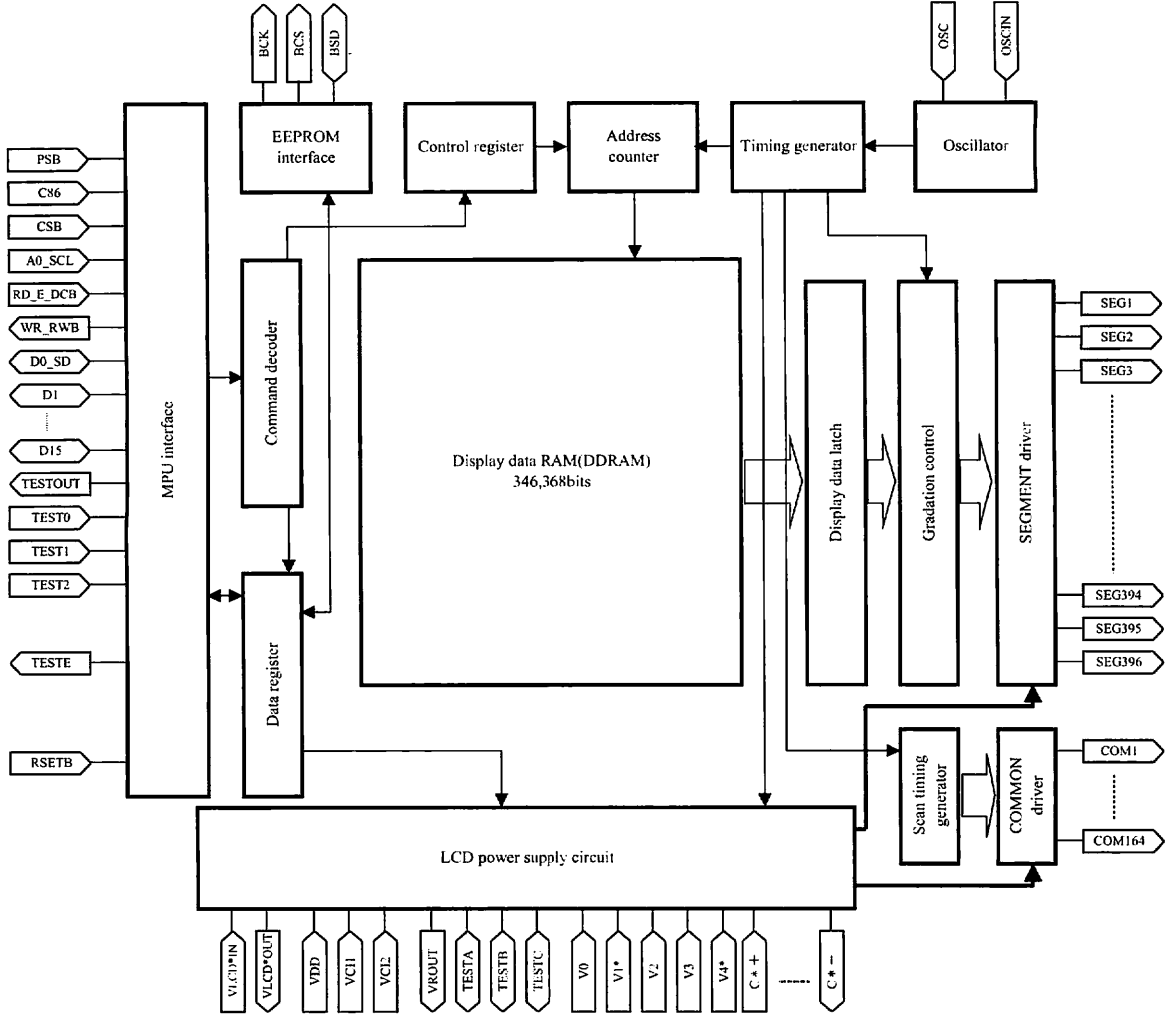 BCK
BCS
BSD
OSC
OSCIN
EEPROM
interface
Control register
Address
counter
Timing generator
Oscillator
PSB
C86
CSB
A0_SCL
RD_E_DCB
WR_RWB
D0_SD
D1
D15
TESTOUT
TEST0
TEST1
TEST2
TESTE
RSETB
MPU interface
Command decoder
Data register
Display data RAM(DDRAM)
346,368bits
Display data latch
Gradation control
SEGMENT driver
SEG1
SEG2
SEG3
SEG394
SEG395
SEG396
Scan timing
generator
COMMON
driver
COM1
COM164
LCD power supply circuit
VLCD*IN
VLCD*OUT
VDD
VCI1
VCI2
VROUT
TESTA
TESTB
TESTC
V0
V1*
V2
V3
V4*
C*+
C*-